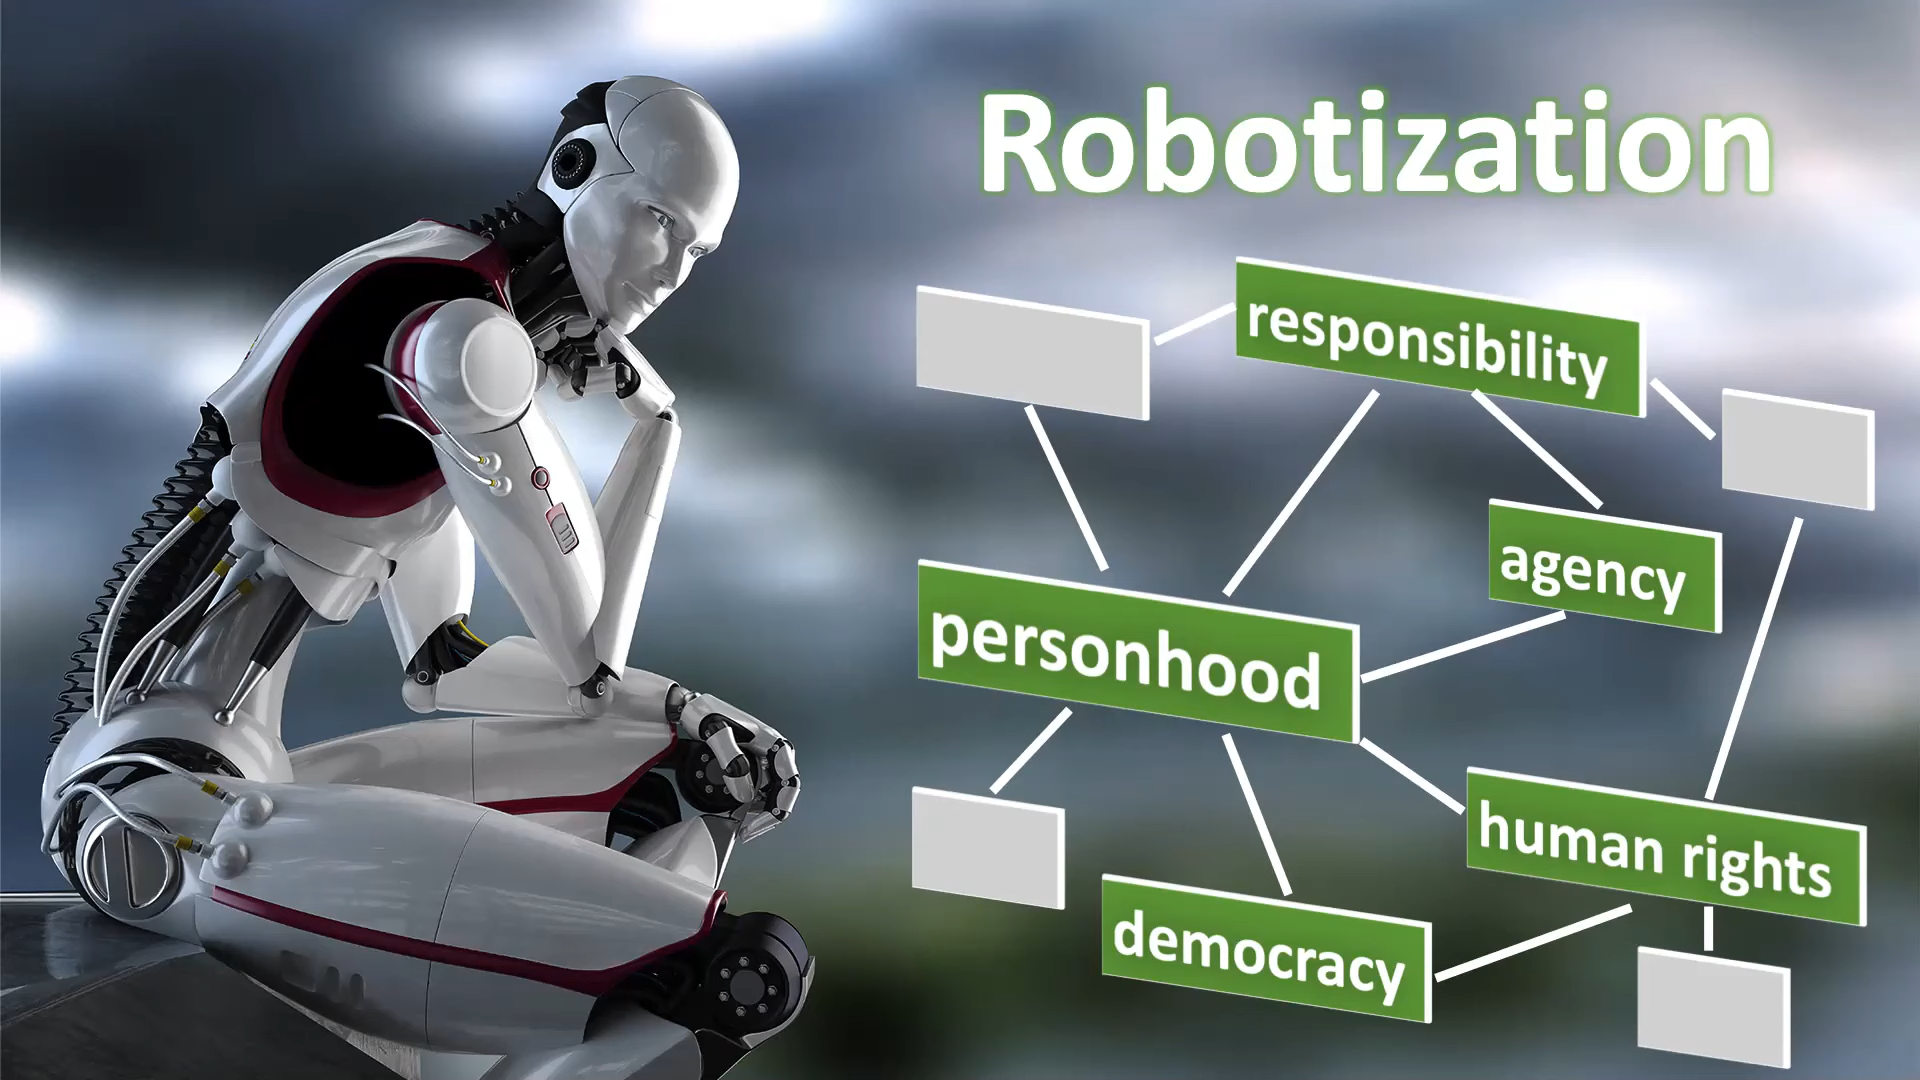 Robotization
responsibility
agency
personhood
human rights
democracy